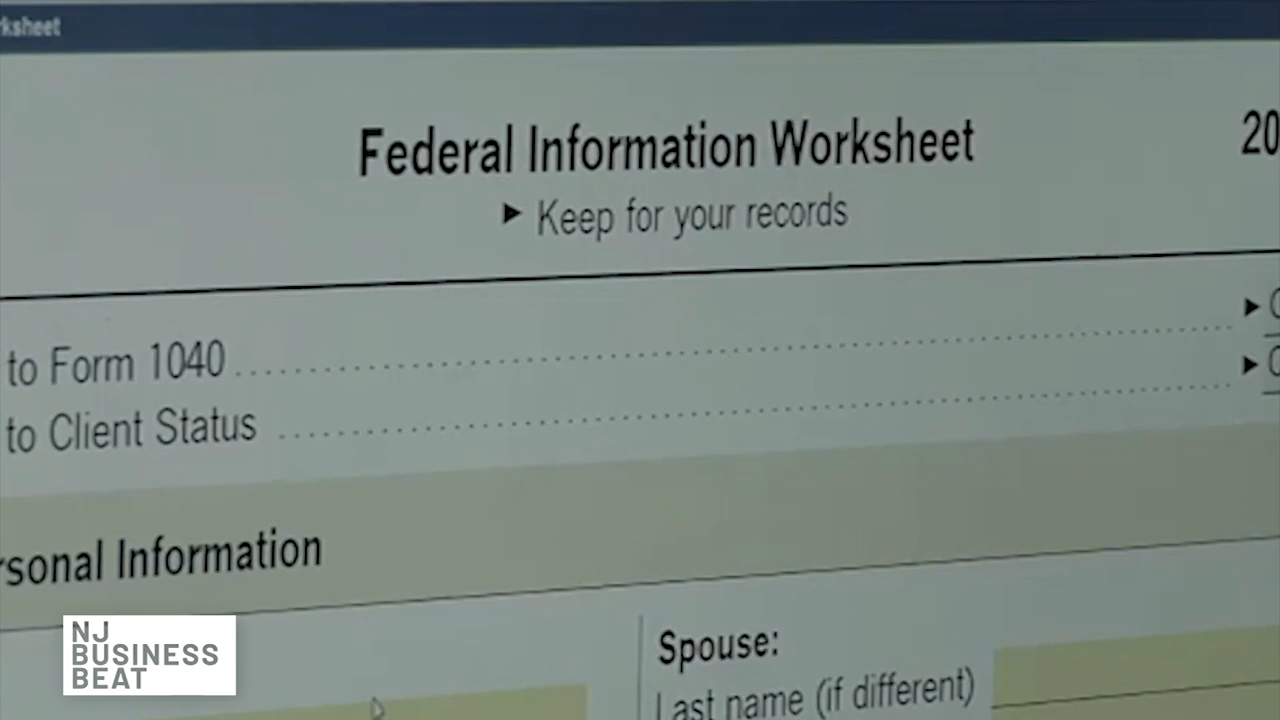 rksheet
Federal Information Worksheet 20
▶ Keep for your records
to Form 1040
to Client Status
rsonal Information
Spouse:
Last name (if different)
NJ
BUSINESS
BEAT